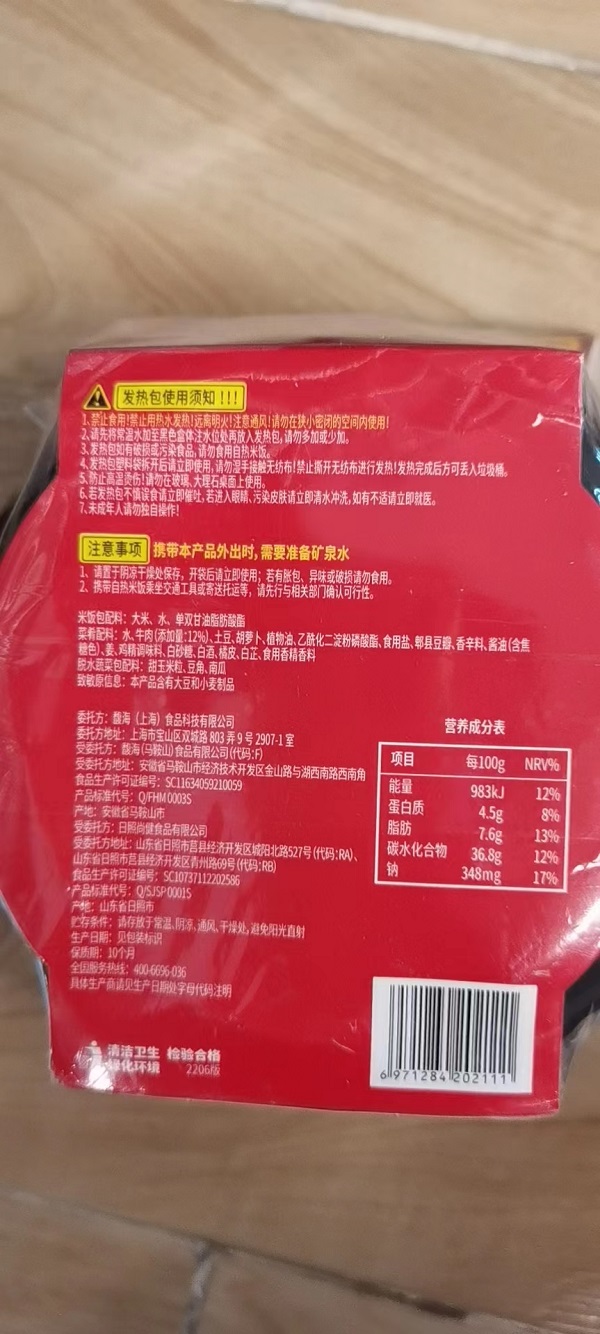 发热包使用须知 !!!
1、禁止食用!禁止用热水发热!远离明火!注意通风!请勿在狭小密闭的空间内使用!
2、请先将常温水加至黑色盒体注水位处再放入发热包,请勿多加或少加。
3、发热包如有破损或污染食品,请勿食用自热米饭。
4、发热包塑料袋拆开后请立即使用,请勿湿手接触无纺布!禁止撕开无纺布进行发热!发热完成后方可丢入垃圾桶。
5、防止高温烫伤!请勿在玻璃、大理石桌面上使用。
6、若发热包不慎误食请立即催吐,若进入眼睛、污染皮肤请立即清水冲洗,如有不适请立即就医。
7、未成年人请勿独自操作!
注意事项 携带本产品外出时,需要准备矿泉水
1、请置于阴凉干燥处保存,开袋后请立即使用;若有胀包、异味或破损请勿食用。
2、携带自热米饭乘坐交通工具或寄送托运等,请先行与相关部门确认可行性。
米饭包配料:大米、水、单双甘油脂肪酸酯
菜肴配料:水、牛肉(添加量:12%)、土豆、胡萝卜、植物油、乙酰化二淀粉磷酸酯、食用盐、郫县豆瓣、香辛料、酱油(含焦
糖色)、姜、鸡精调味料、白砂糖、白酒、橘皮、白芷、食用香精香料
脱水蔬菜包配料:甜玉米粒、豆角、南瓜
致敏原信息:本产品含有大豆和小麦制品
委托方:馥海(上海)食品科技有限公司
委托方地址:上海市宝山区双城路 803 弄 9 号 2907-1 室
受委托方:馥海(马鞍山)食品有限公司(代码:F)
受委托方地址:安徽省马鞍山市经济技术开发区金山路与湖西南路西南角
食品生产许可证编号:SC11634059210059
产品标准代号:Q/FHM 0003S
产地:安徽省马鞍山市
受委托方:日照尚健食品有限公司
受委托方地址:山东省日照市莒县经济开发区城阳北路527号(代码:RA)、
山东省日照市莒县经济开发区青州路69号(代码:RB)
食品生产许可证编号:SC10737112202586
产品标准代号:Q/SJSP 0001S
产地:山东省日照市
贮存条件:请存放于常温、阴凉、通风、干燥处,避免阳光直射
生产日期:见包装标识
保质期:10个月
全国服务热线:400-6696-036
具体生产商请见生产日期处字母代码注明
营养成分表
项目 每100g NRV%
能量 983kJ 12%
蛋白质 4.5g 8%
脂肪 7.6g 13%
碳水化合物 36.8g 12%
钠 348mg 17%
清洁卫生 检验合格
绿化环境 2206版
6 971284 202111